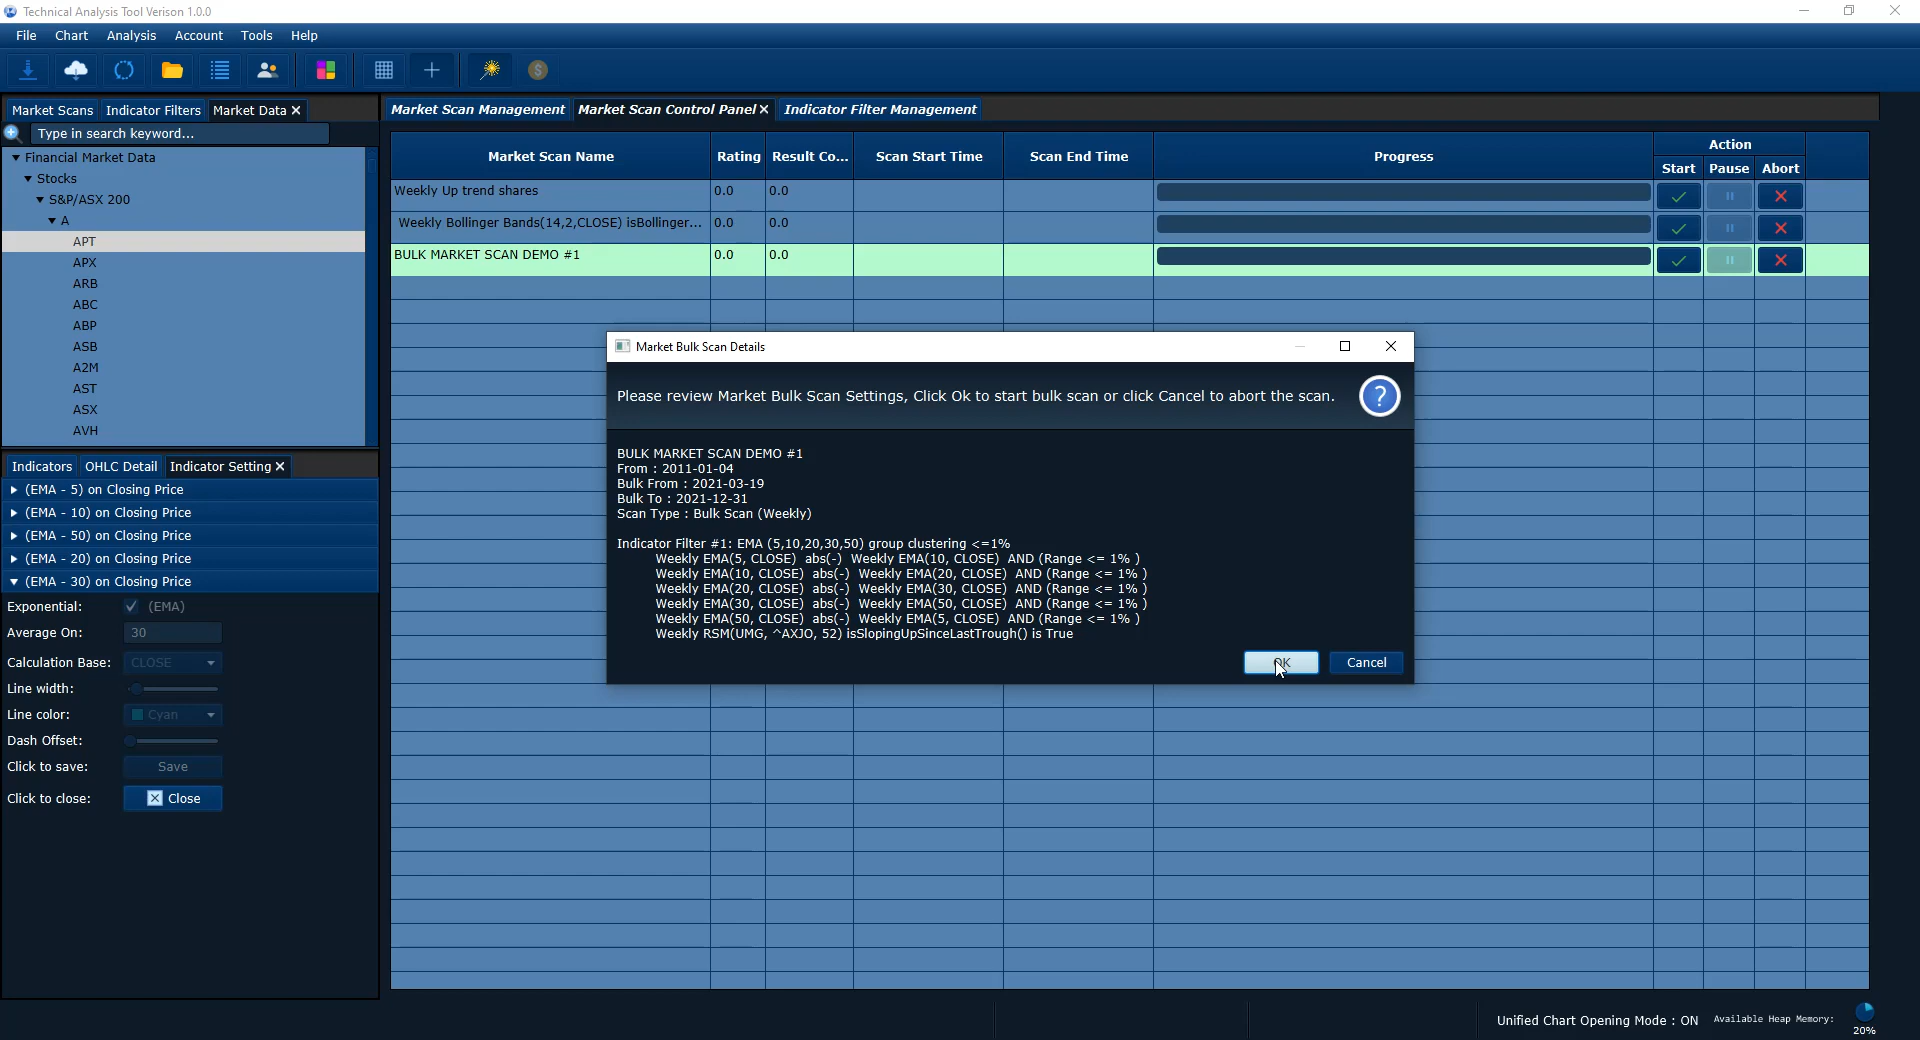 Technical Analysis Tool Verison 1.0.0
File Chart Analysis Account Tools Help
Market Scans Indicator Filters Market Data
Type in search keyword...
Financial Market Data
Stocks
S&P/ASX 200
A
APT
APX
ARB
ABC
ABP
ASB
A2M
AST
ASX
AVH
Indicators OHLC Detail Indicator Setting
(EMA - 5) on Closing Price
(EMA - 10) on Closing Price
(EMA - 50) on Closing Price
(EMA - 20) on Closing Price
(EMA - 30) on Closing Price
Exponential: (EMA)
Average On: 30
Calculation Base: CLOSE
Line width:
Line color: Cyan
Dash Offset:
Click to save: Save
Click to close: Close
Market Scan Management Market Scan Control Panel Indicator Filter Management
Market Scan Name Rating Result Co... Scan Start Time Scan End Time Progress Action
Start Pause Abort
Weekly Up trend shares 0.0 0.0
Weekly Bollinger Bands(14,2,CLOSE) isBollinger... 0.0 0.0
BULK MARKET SCAN DEMO #1 0.0 0.0
Market Bulk Scan Details
Please review Market Bulk Scan Settings, Click Ok to start bulk scan or click Cancel to abort the scan.
?
BULK MARKET SCAN DEMO #1
From : 2011-01-04
Bulk From : 2021-03-19
Bulk To : 2021-12-31
Scan Type : Bulk Scan (Weekly)
Indicator Filter #1: EMA (5,10,20,30,50) group clustering <=1%
Weekly EMA(5, CLOSE) abs(-) Weekly EMA(10, CLOSE) AND (Range <= 1% )
Weekly EMA(10, CLOSE) abs(-) Weekly EMA(20, CLOSE) AND (Range <= 1% )
Weekly EMA(20, CLOSE) abs(-) Weekly EMA(30, CLOSE) AND (Range <= 1% )
Weekly EMA(30, CLOSE) abs(-) Weekly EMA(50, CLOSE) AND (Range <= 1% )
Weekly EMA(50, CLOSE) abs(-) Weekly EMA(5, CLOSE) AND (Range <= 1% )
Weekly RSM(UMG, ^AXJO, 52) isSlopingUpSinceLastTrough() is True
OK Cancel
Unified Chart Opening Mode : ON Available Heap Memory: 20%